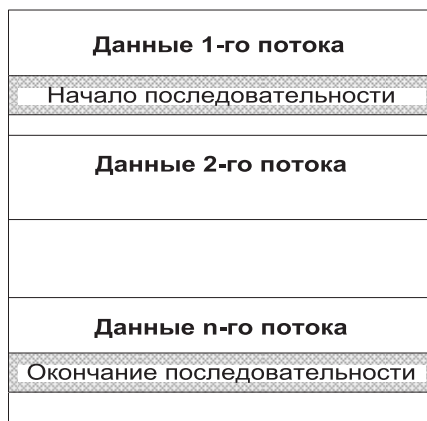 Данные 1-го потока
Начало последовательности
Данные 2-го потока
Данные n-го потока
Окончание последовательности